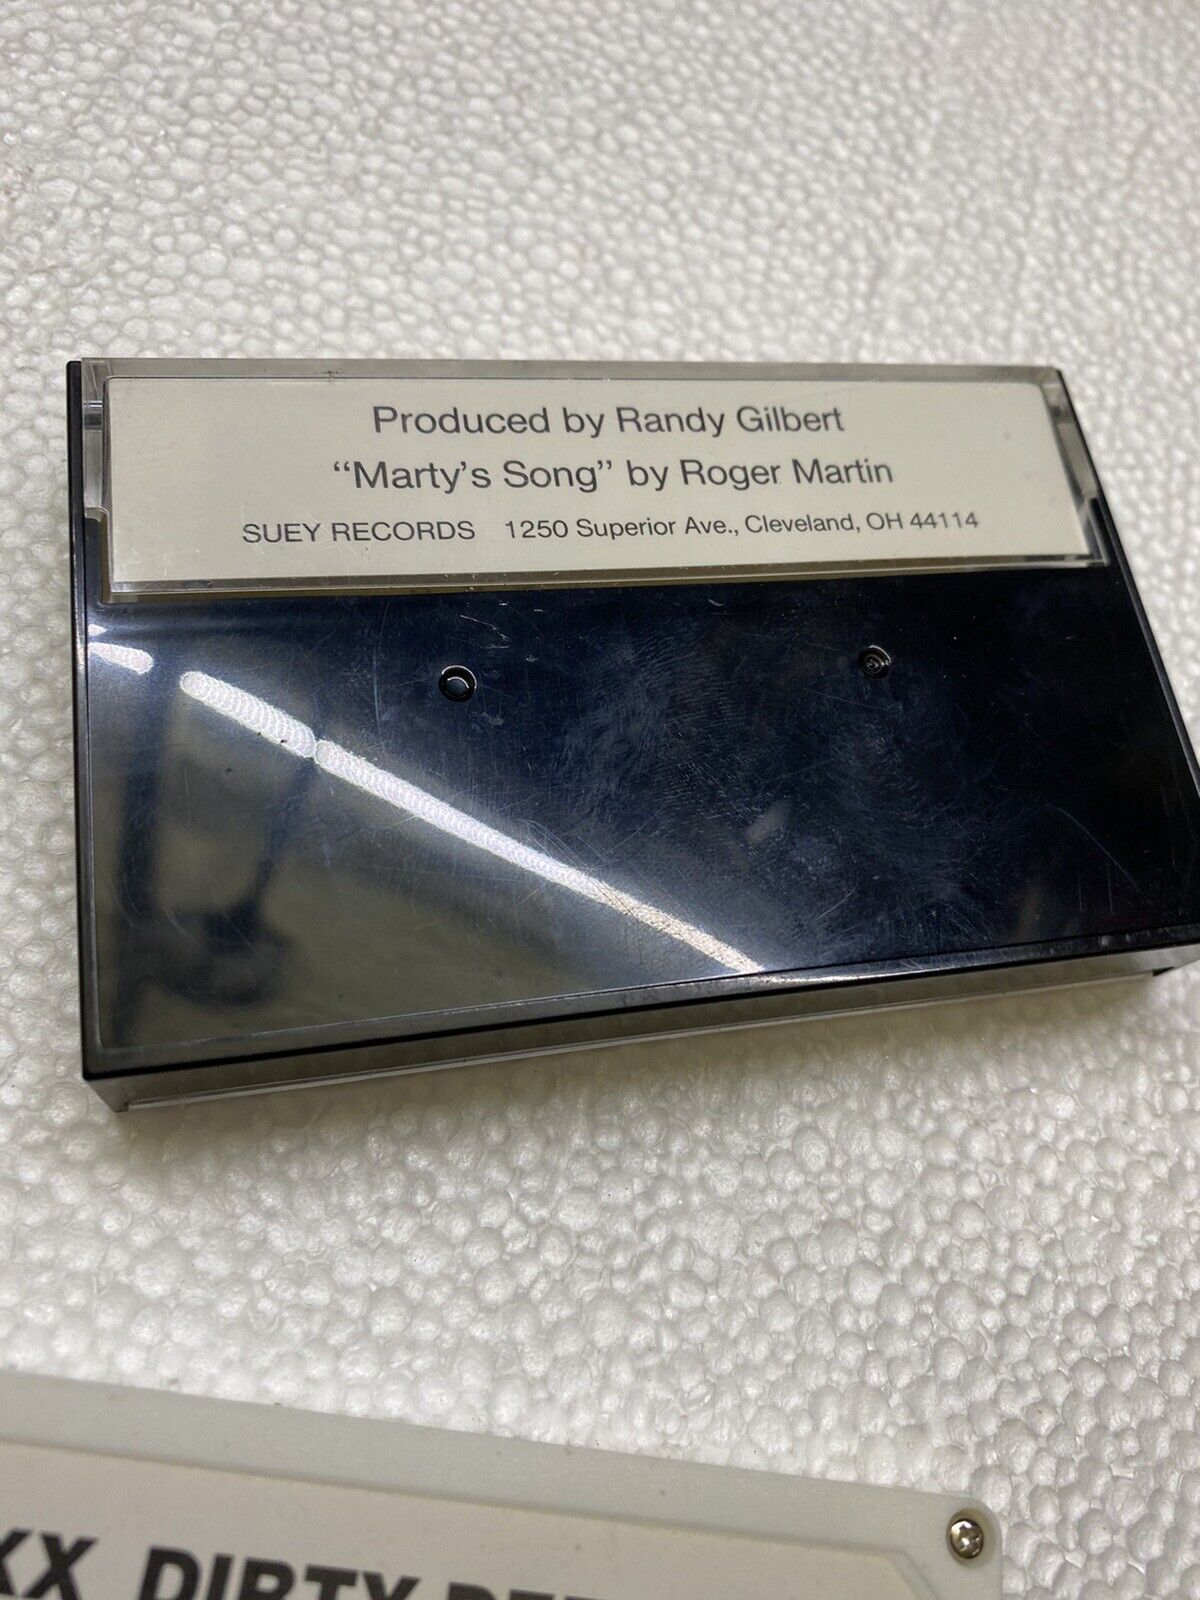 Produced by Randy Gilbert
“Marty’s Song” by Roger Martin
SUEY RECORDS 1250 Superior Ave., Cleveland, OH 44114
DIRTY